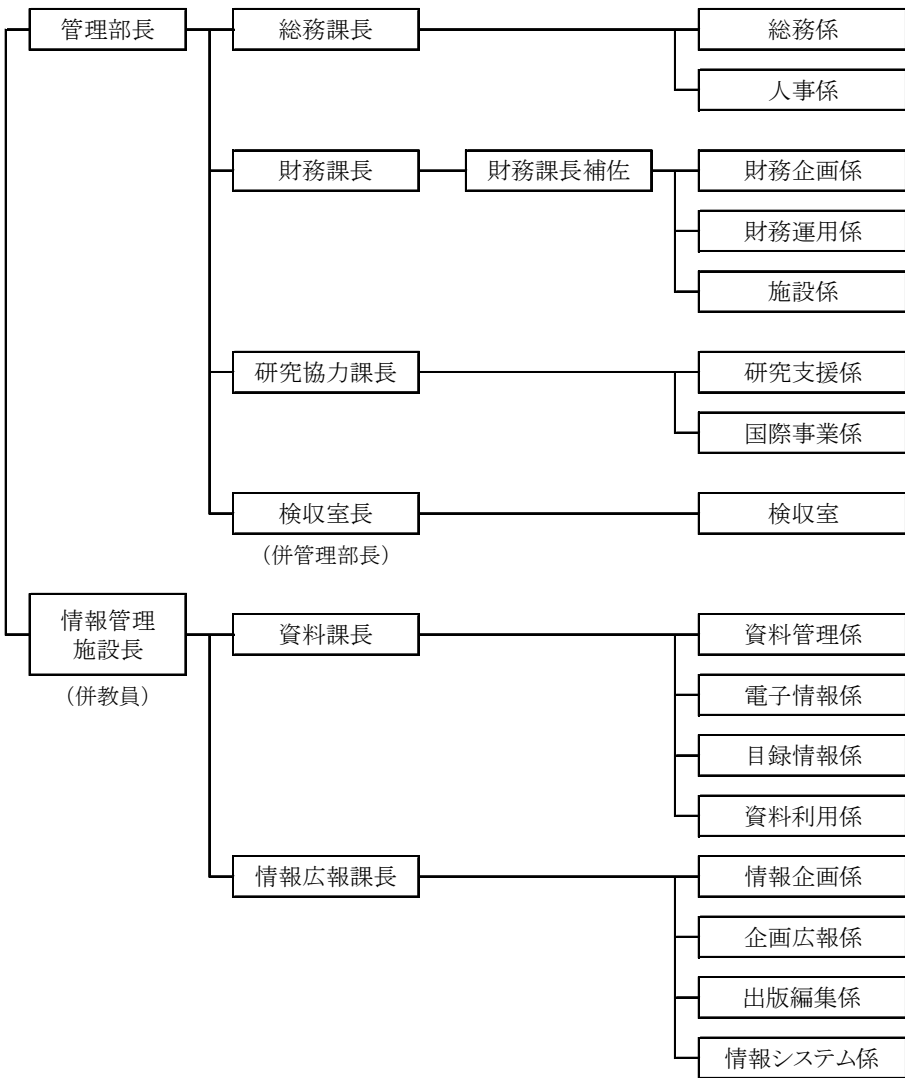 管理部長
総務課長
総務係
人事係
財務課長
財務課長補佐
財務企画係
財務運用係
施設係
研究協力課長
研究支援係
国際事業係
検収室長
（併管理部長）
検収室
情報管理
施設長
（併教員）
資料課長
資料管理係
電子情報係
目録情報係
資料利用係
情報広報課長
情報企画係
企画広報係
出版編集係
情報システム係